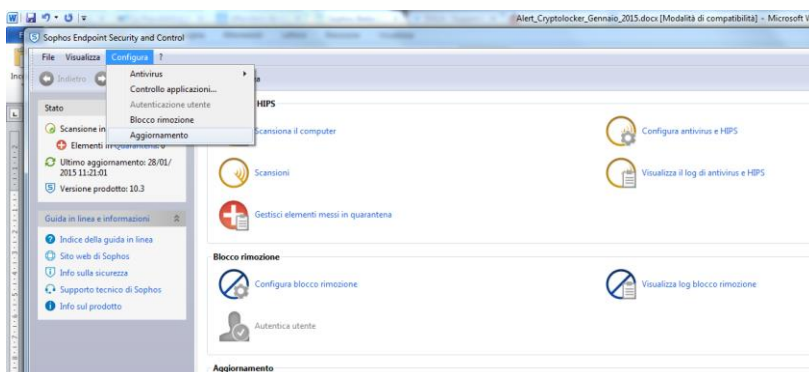 Alert_Cryptolocker_Gennaio_2015.docx [Modalità di compatibilità] - Microsoft W
Sophos Endpoint Security and Control
File Visualizza Configura ?
Indietro
Antivirus
Controllo applicazioni...
Autenticazione utente
Blocco rimozione
Aggiornamento
Stato
Scansione in
Elementi in quarantena: 0
Ultimo aggiornamento: 28/01/
2015 11:21:01
Versione prodotto: 10.3
Guida in linea e informazioni
Indice della guida in linea
Sito web di Sophos
Info sulla sicurezza
Supporto tecnico di Sophos
Info sul prodotto
HIPS
Scansiona il computer
Configura antivirus e HIPS
Scansioni
Visualizza il log di antivirus e HIPS
Gestisci elementi messi in quarantena
Blocco rimozione
Configura blocco rimozione
Visualizza log blocco rimozione
Autentica utente
Aggiornamento